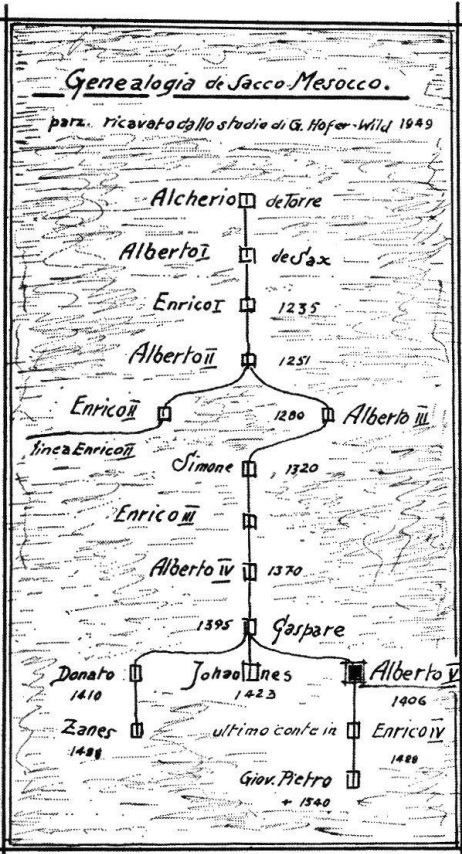 Genealogia de Sacco-Mesocco.
parz. ricavato dallo studio di G. Hofer-Wild 1949
Alcherio de Torre
Alberto I de Sax
Enrico I 1235
Alberto II 1251
Enrico II 1280 Alberto III
linea Enrico II
Simone, 1320
Enrico III
Alberto IV 1370
1395 Gaspare
Donato Johannes Alberto V
1410 1423 1406
Zanes ultimo conte in Enrico IV
1488 1488
Giov. Pietro
+ 1540